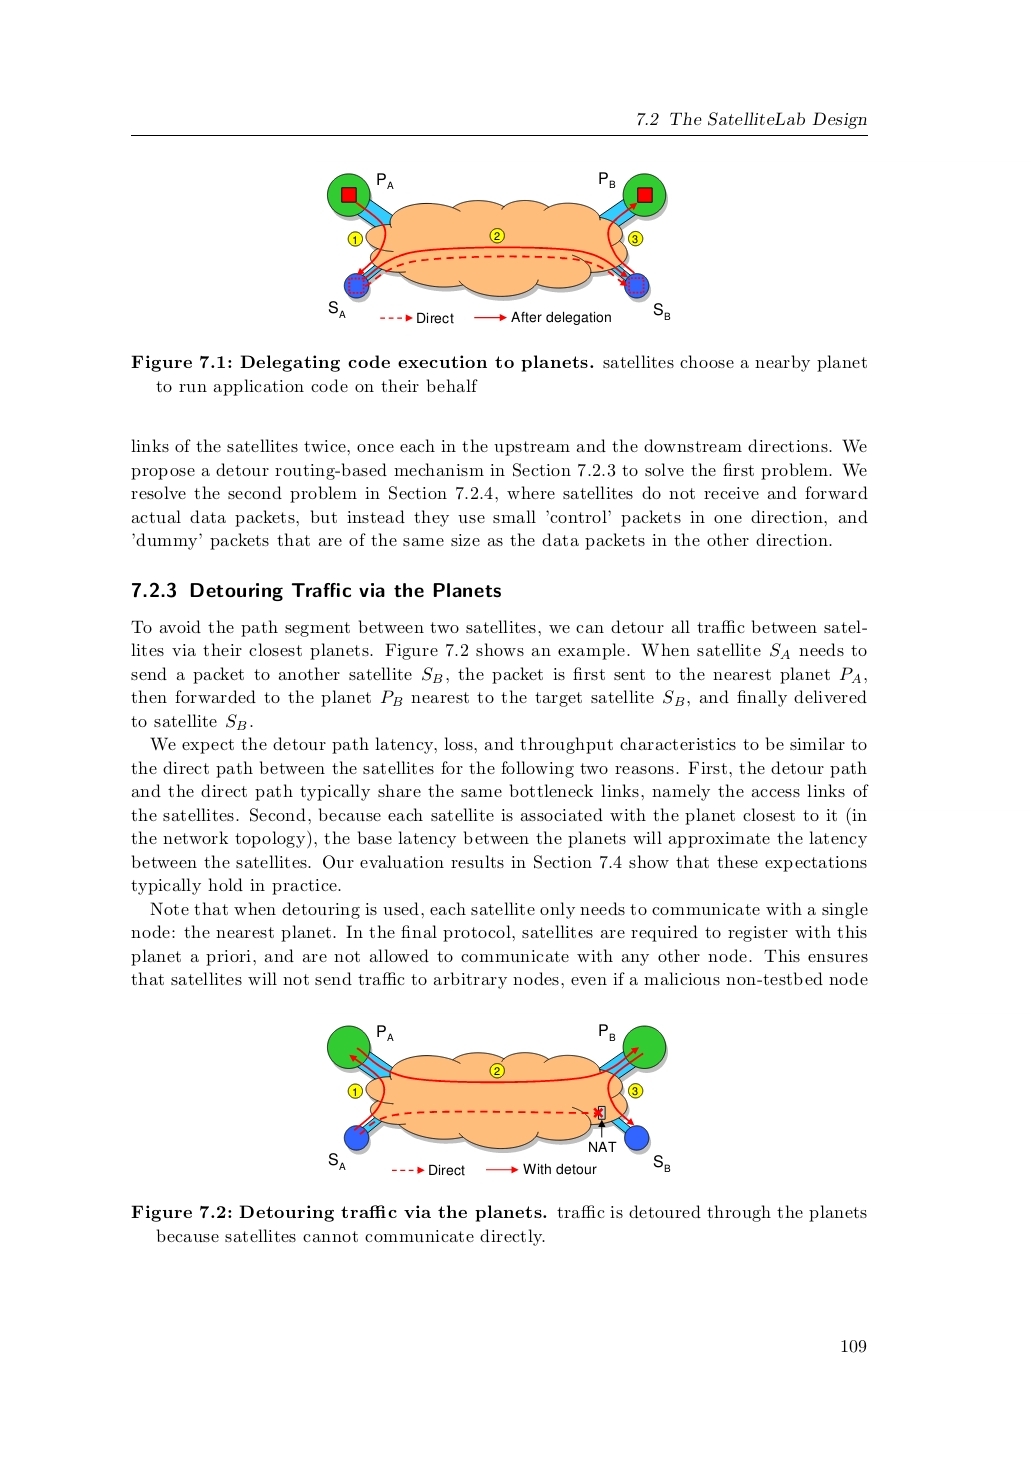 7.2 The SatelliteLab Design
P_A P_B
1 2 3
S_A S_B
Direct After delegation
Figure 7.1: Delegating code execution to planets. satellites choose a nearby planet
to run application code on their behalf
links of the satellites twice, once each in the upstream and the downstream directions. We
propose a detour routing-based mechanism in Section 7.2.3 to solve the first problem. We
resolve the second problem in Section 7.2.4, where satellites do not receive and forward
actual data packets, but instead they use small 'control' packets in one direction, and
'dummy' packets that are of the same size as the data packets in the other direction.
7.2.3 Detouring Traffic via the Planets
To avoid the path segment between two satellites, we can detour all traffic between satel-
lites via their closest planets. Figure 7.2 shows an example. When satellite S_A needs to
send a packet to another satellite S_B, the packet is first sent to the nearest planet P_A,
then forwarded to the planet P_B nearest to the target satellite S_B, and finally delivered
to satellite S_B.
We expect the detour path latency, loss, and throughput characteristics to be similar to
the direct path between the satellites for the following two reasons. First, the detour path
and the direct path typically share the same bottleneck links, namely the access links of
the satellites. Second, because each satellite is associated with the planet closest to it (in
the network topology), the base latency between the planets will approximate the latency
between the satellites. Our evaluation results in Section 7.4 show that these expectations
typically hold in practice.
Note that when detouring is used, each satellite only needs to communicate with a single
node: the nearest planet. In the final protocol, satellites are required to register with this
planet a priori, and are not allowed to communicate with any other node. This ensures
that satellites will not send traffic to arbitrary nodes, even if a malicious non-testbed node
P_A P_B
2
1 3
NAT
S_A S_B
Direct With detour
Figure 7.2: Detouring traffic via the planets. traffic is detoured through the planets
because satellites cannot communicate directly.
109